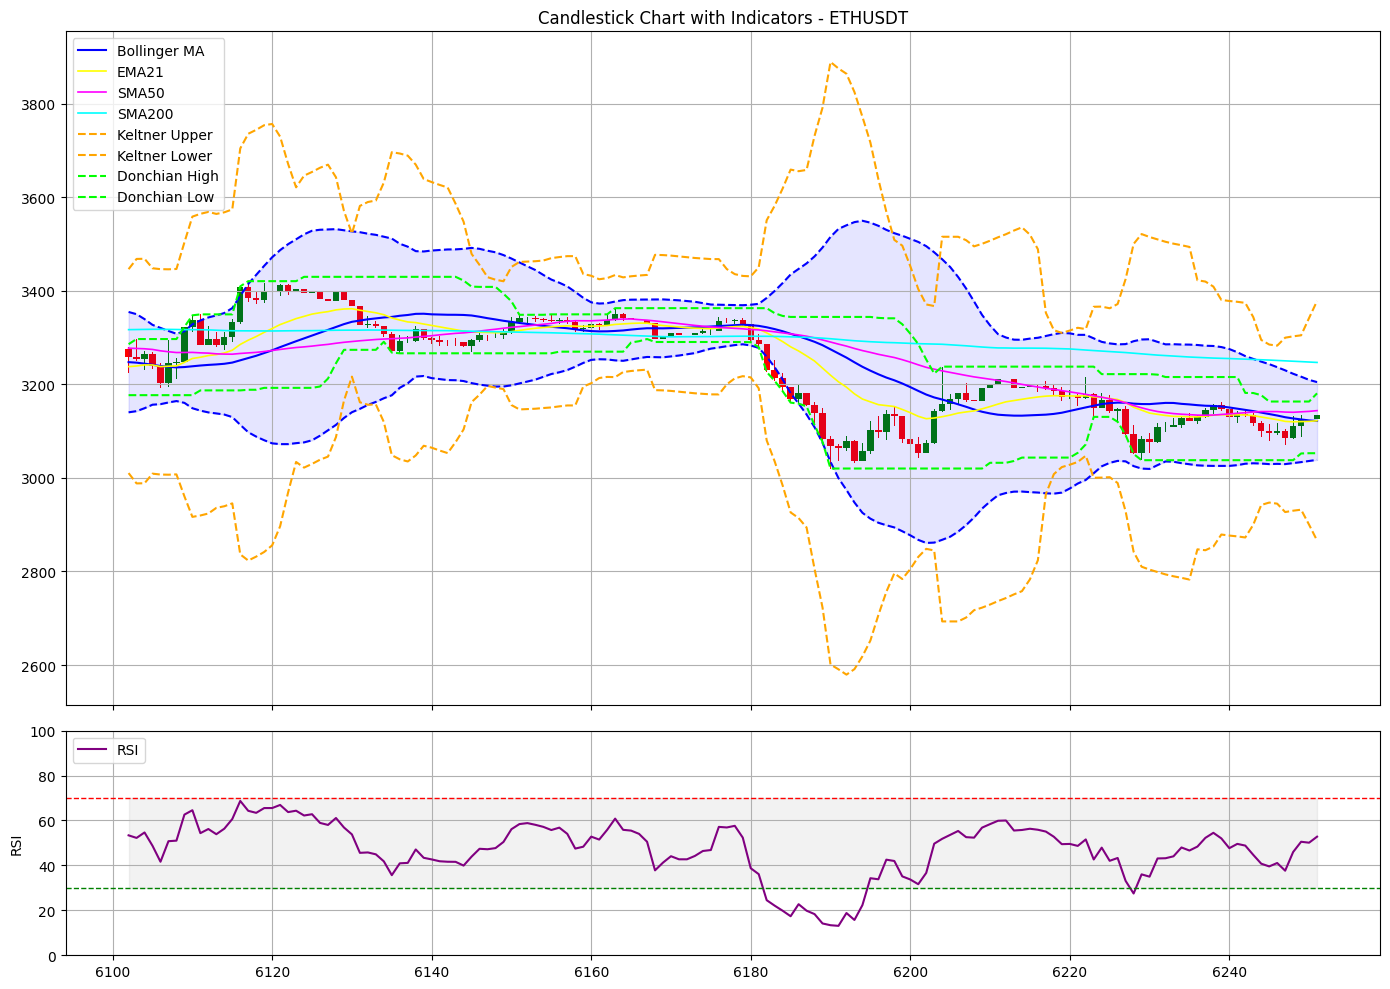 Candlestick Chart with Indicators - ETHUSDT
Bollinger MA
EMA21
SMA50
SMA200
Keltner Upper
Keltner Lower
Donchian High
Donchian Low
3800
3600
3400
3200
3000
2800
2600
RSI
100
80
60
40
20
0
RSI
6100
6120
6140
6160
6180
6200
6220
6240